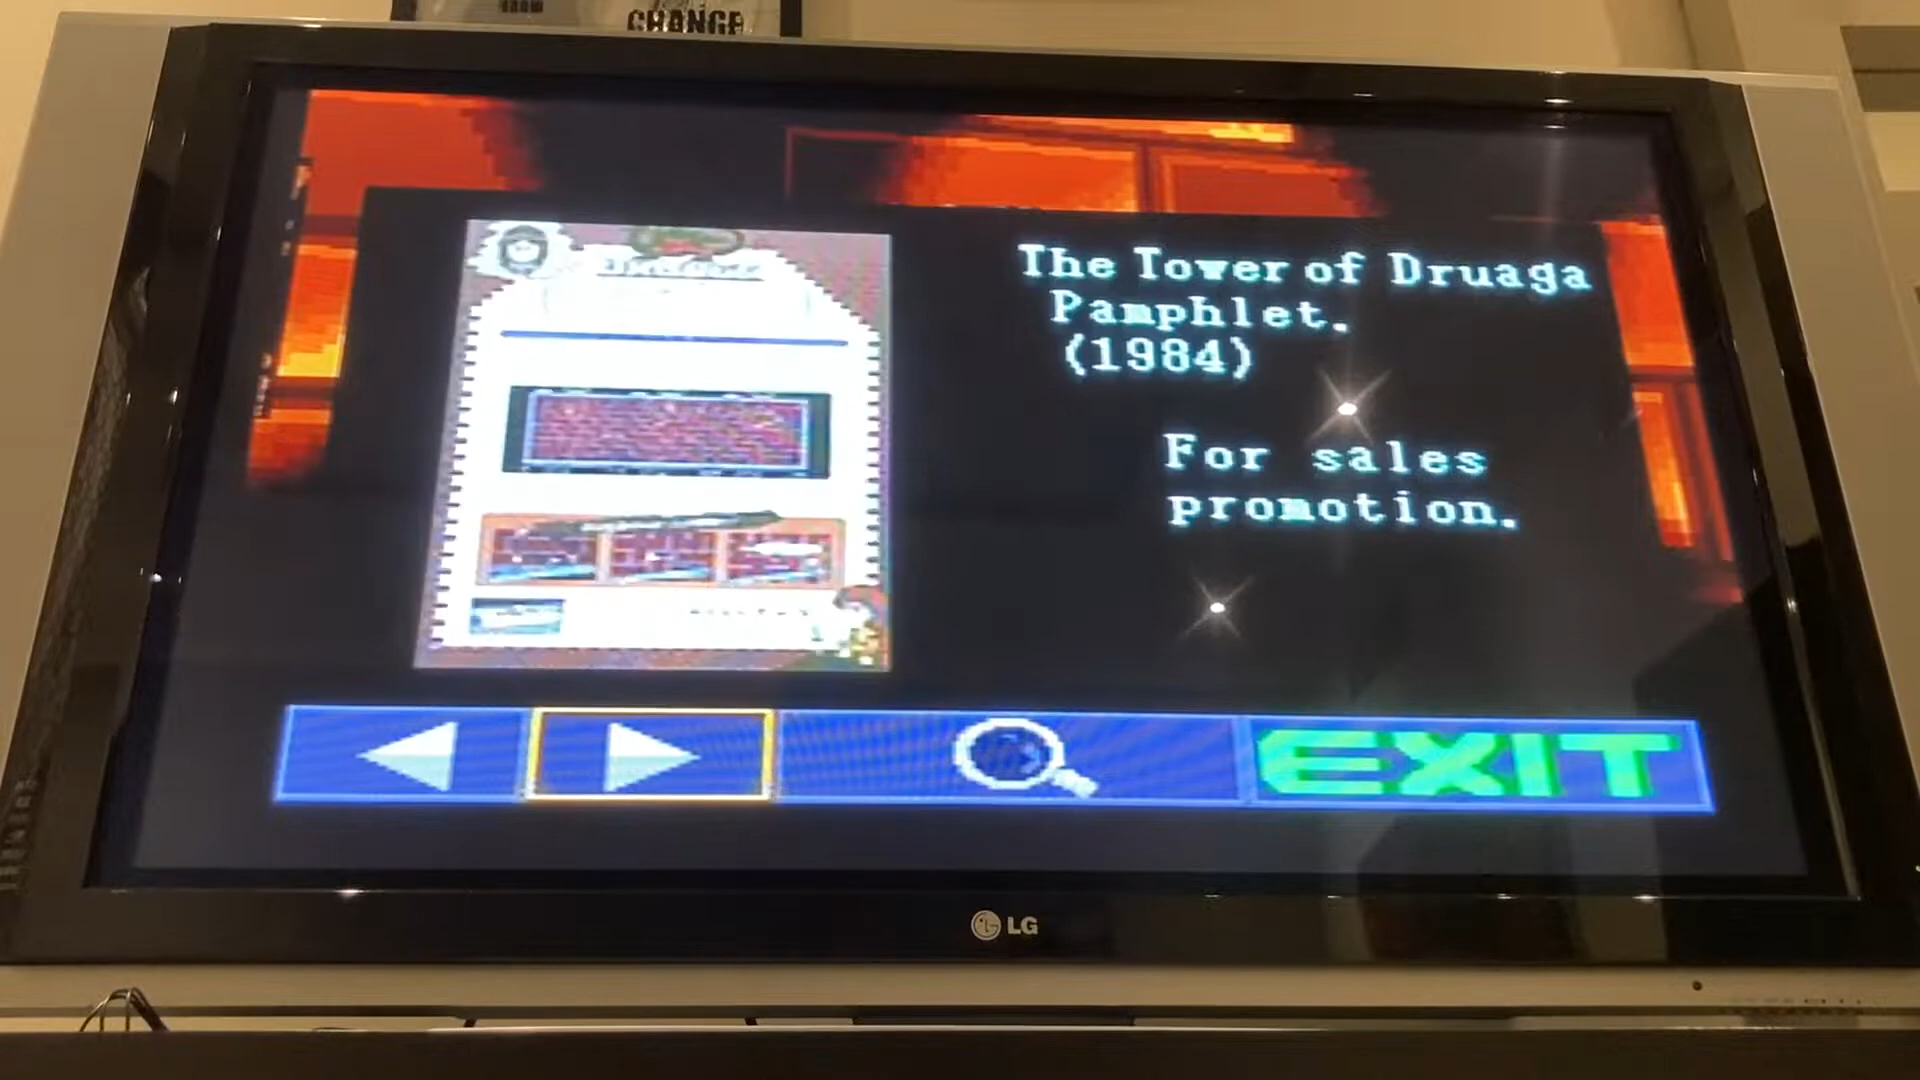 CHANGE
The Tower of Druaga
Pamphlet.
(1984)
For sales
promotion.
EXIT
LG